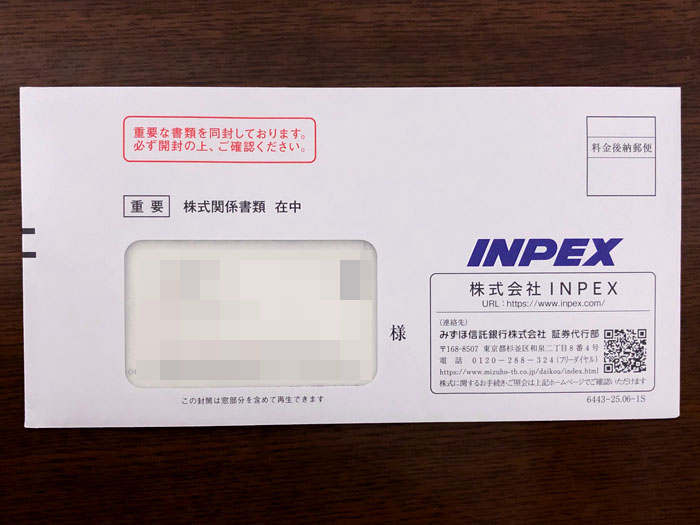 重要な書類を同封しております。
必ず開封の上、ご確認ください。
料金後納郵便
重要 株式関係書類 在中
様
この封筒は窓部分を含めて再生できます
INPEX
株式会社INPEX
URL:https://www.inpex.com/
(連絡先)
みずほ信託銀行株式会社 証券代行部
〒168-8507 東京都杉並区和泉二丁目8番4号
電話 0120-288-324(フリーダイヤル)
https://www.mizuho-tb.co.jp/daikou/index.html
株式に関するお手続き・ご照会は上記ホームページでご確認いただけます
6443-25.06-1S